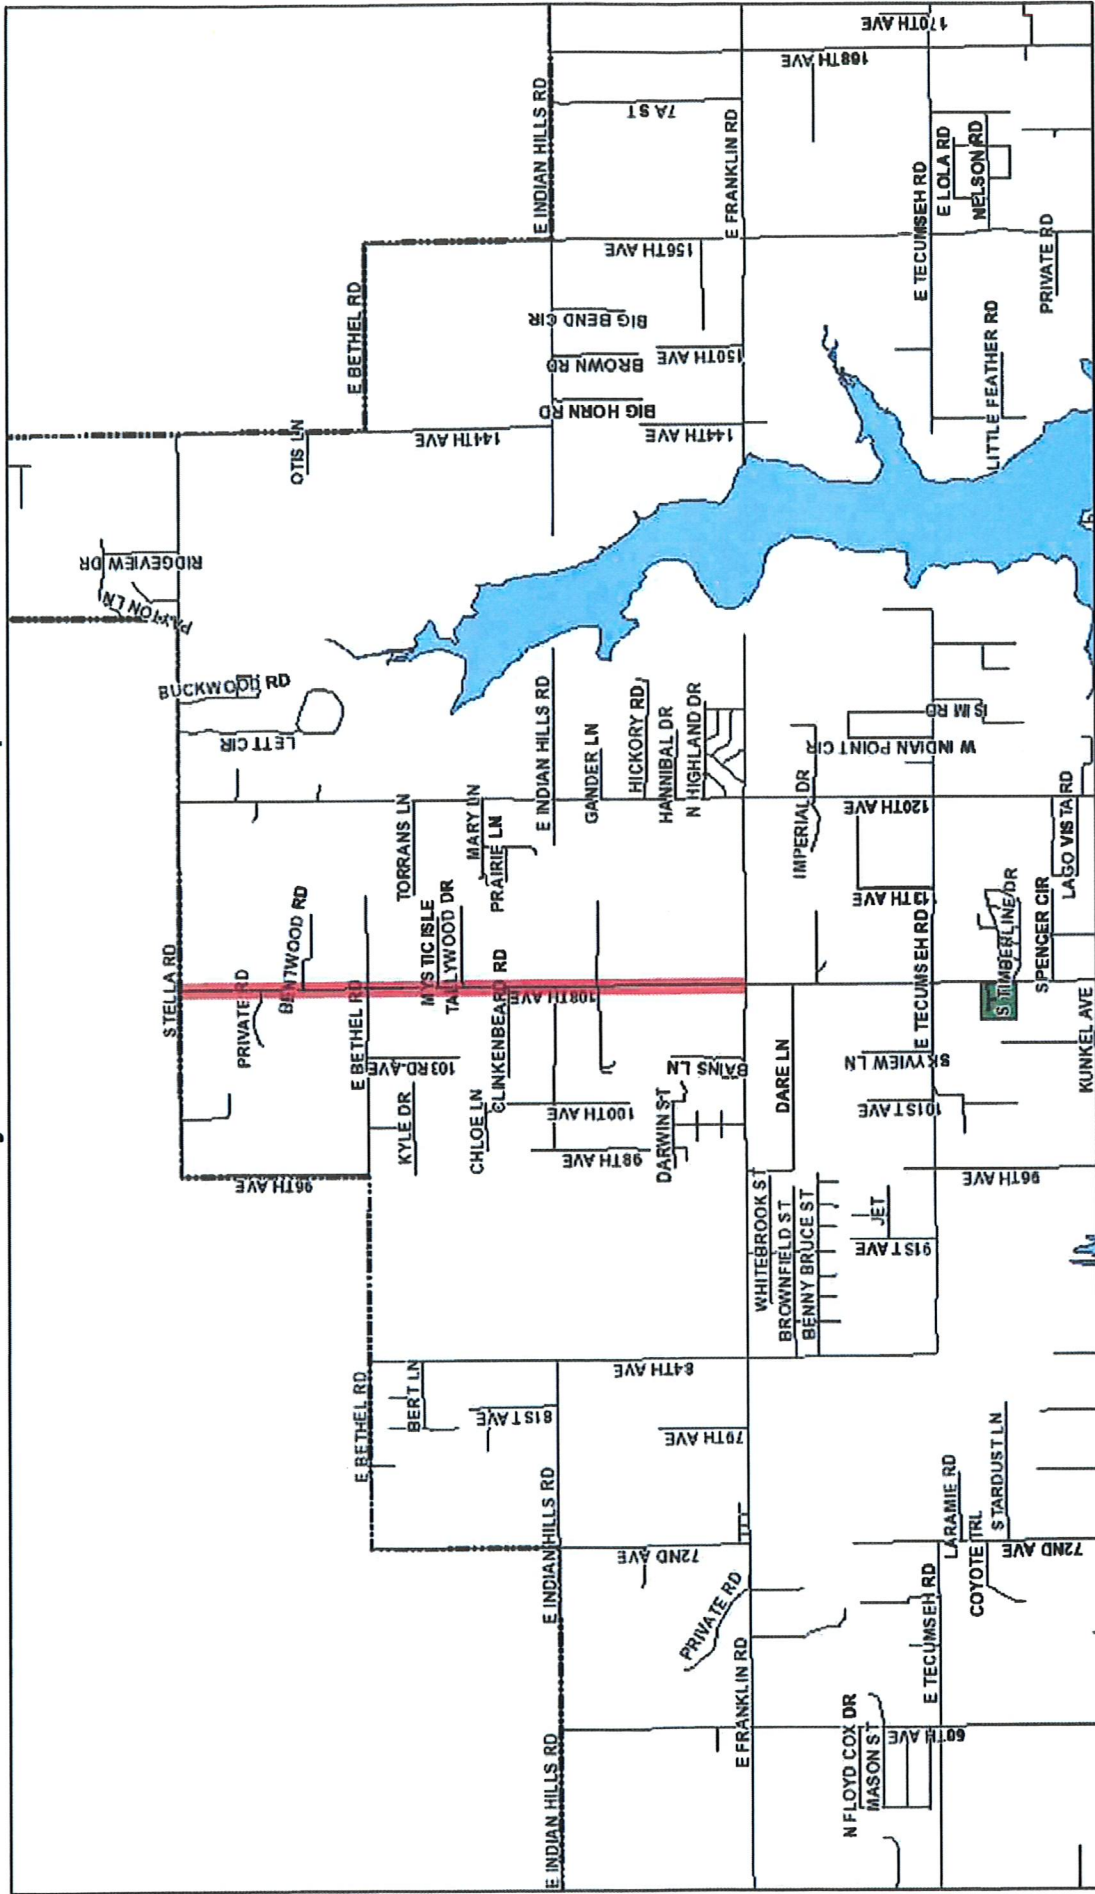 170TH AVE
168TH AVE
E INDIAN HILLS RD
7A ST
E FRANKLIN RD
E TECUMSEH RD
E LOLA RD
NELSON RD
PRIVATE RD
156TH AVE
E BETHEL RD
BIG BEND CIR
BROWN RD
150TH AVE
BIG HORN RD
144TH AVE
144TH AVE
OTIS LN
LITTLE FEATHER RD
RIDGEVIEW DR
PAYTON LN
BUCKWOOD RD
LETT CIR
E INDIAN HILLS RD
GANDER LN
HICKORY RD
HANNIBAL DR
N HIGHLAND DR
SIM RD
W INDIAN POINT CIR
120TH AVE
IMPERIAL DR
TORRANS LN
MARY LN
PRAIRIE LN
13TH AVE
LAGO VISTA RD
STELLA RD
PRIVATE RD
BENTWOOD RD
E BETHEL RD
MYSTIC ISLE
TALLYWOOD DR
CLINKENBEARD RD
108TH AVE
E TECUMSEH RD
S TIMBERLINE DR
SPENCER CIR
KUNKEL AVE
103RD AVE
BAINS LN
DARE LN
SKYVIEW LN
KYLE DR
CHLOE LN
100TH AVE
98TH AVE
DARWIN ST
101ST AVE
96TH AVE
96TH AVE
WHITEBROOK ST
BROWNFIELD ST
BENNY BRUCE ST
JET
91ST AVE
84TH AVE
E BETHEL RD
BERT LN
81ST AVE
79TH AVE
E INDIAN HILLS RD
72ND AVE
PRIVATE RD
LARAMIE RD
COYOTE TRL
STARDUST LN
72ND AVE
E TECUMSEH RD
E FRANKLIN RD
E INDIAN HILLS RD
N FLOYD COX DR
MASON ST
60TH AVE